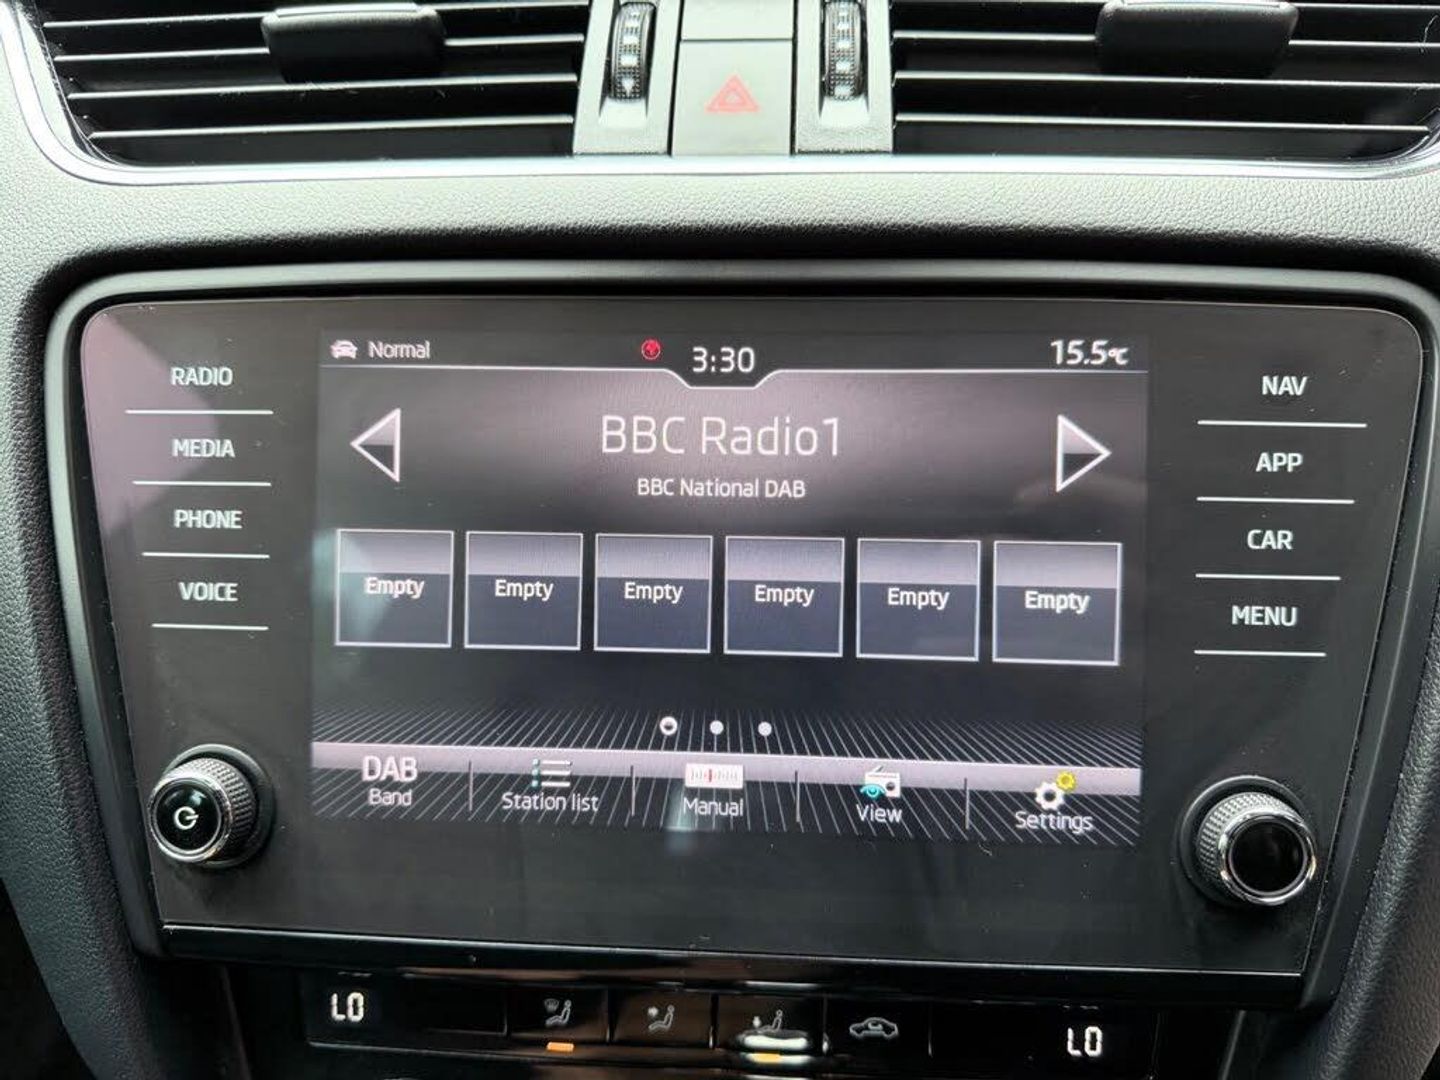 Normal
3:30
15.5°C
RADIO
MEDIA
PHONE
VOICE
BBC Radio1
BBC National DAB
NAV
APP
CAR
MENU
Empty Empty Empty Empty Empty Empty
DAB
Band
Station list
Manual
View
Settings
LO
LO